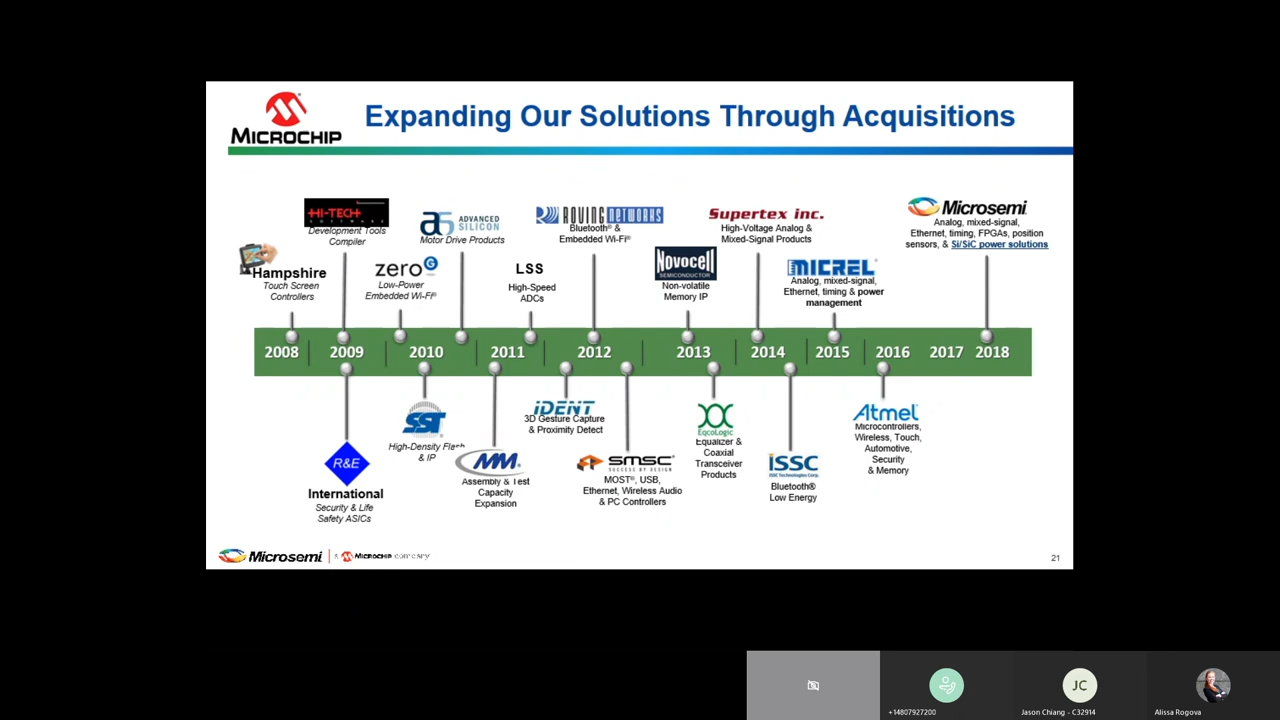 MICROCHIP
Expanding Our Solutions Through Acquisitions
HI-TECH
SOFTWARE
Development Tools
Compiler
ADVANCED
SILICON
Motor Drive Products
ROVING NETWORKS
Bluetooth® &
Embedded Wi-Fi®
Supertex inc.
High-Voltage Analog &
Mixed-Signal Products
Microsemi
Analog, mixed-signal,
Ethernet, timing, FPGAs, position
sensors, & Si/SiC power solutions
Hampshire
Touch Screen
Controllers
zeroG
Low-Power
Embedded Wi-Fi®
LSS
High-Speed
ADCs
Novocell
SEMICONDUCTOR
Non-volatile
Memory IP
MICREL
Analog, mixed-signal,
Ethernet, timing & power
management
2008 2009 2010 2011 2012 2013 2014 2015 2016 2017 2018
R&E
International
Security & Life
Safety ASICs
SST
High-Density Flash
& IP
MM
Assembly & Test
Capacity
Expansion
iDENT
3D Gesture Capture
& Proximity Detect
SMSC
SUCCESS BY DESIGN
MOST®, USB,
Ethernet, Wireless Audio
& PC Controllers
EqcoLogic
Equalizer &
Coaxial
Transceiver
Products
ISSC
ISSC Technologies Corp.
Bluetooth®
Low Energy
Atmel
Microcontrollers,
Wireless, Touch,
Automotive,
Security
& Memory
Microsemi | a MICROCHIP company
21
JC
+14807927200
Jason Chiang - C32914
Alissa Rogova